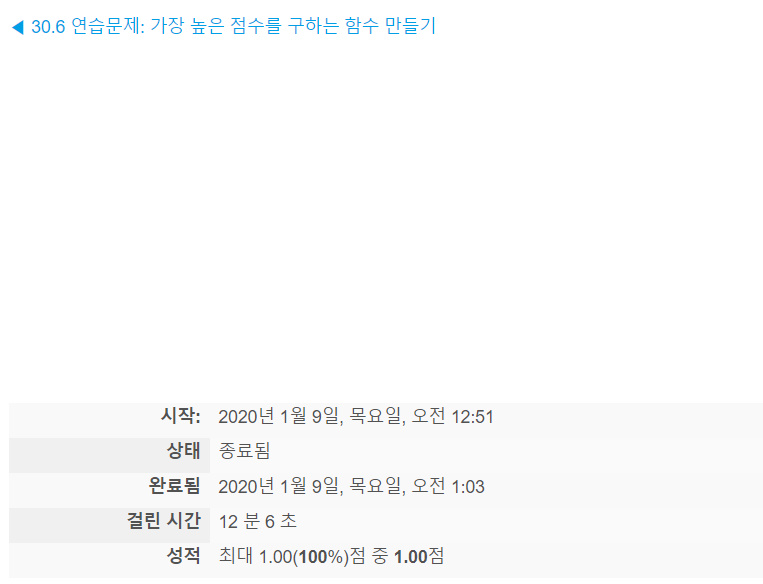 ◀ 30.6 연습문제: 가장 높은 점수를 구하는 함수 만들기
시작: 2020년 1월 9일, 목요일, 오전 12:51
상태 종료됨
완료됨 2020년 1월 9일, 목요일, 오전 1:03
걸린 시간 12 분 6 초
성적 최대 1.00(100%)점 중 1.00점